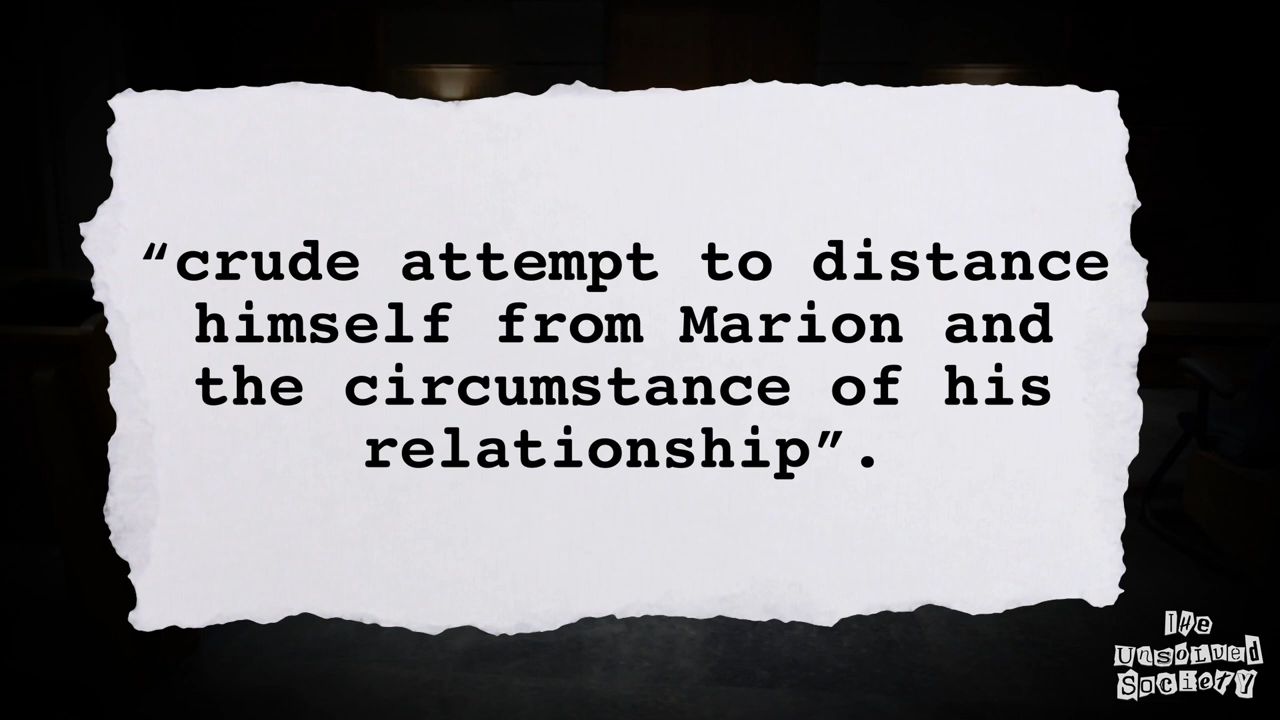 “crude attempt to distance
himself from Marion and
the circumstance of his
relationship”.
The
Unsolved
Society